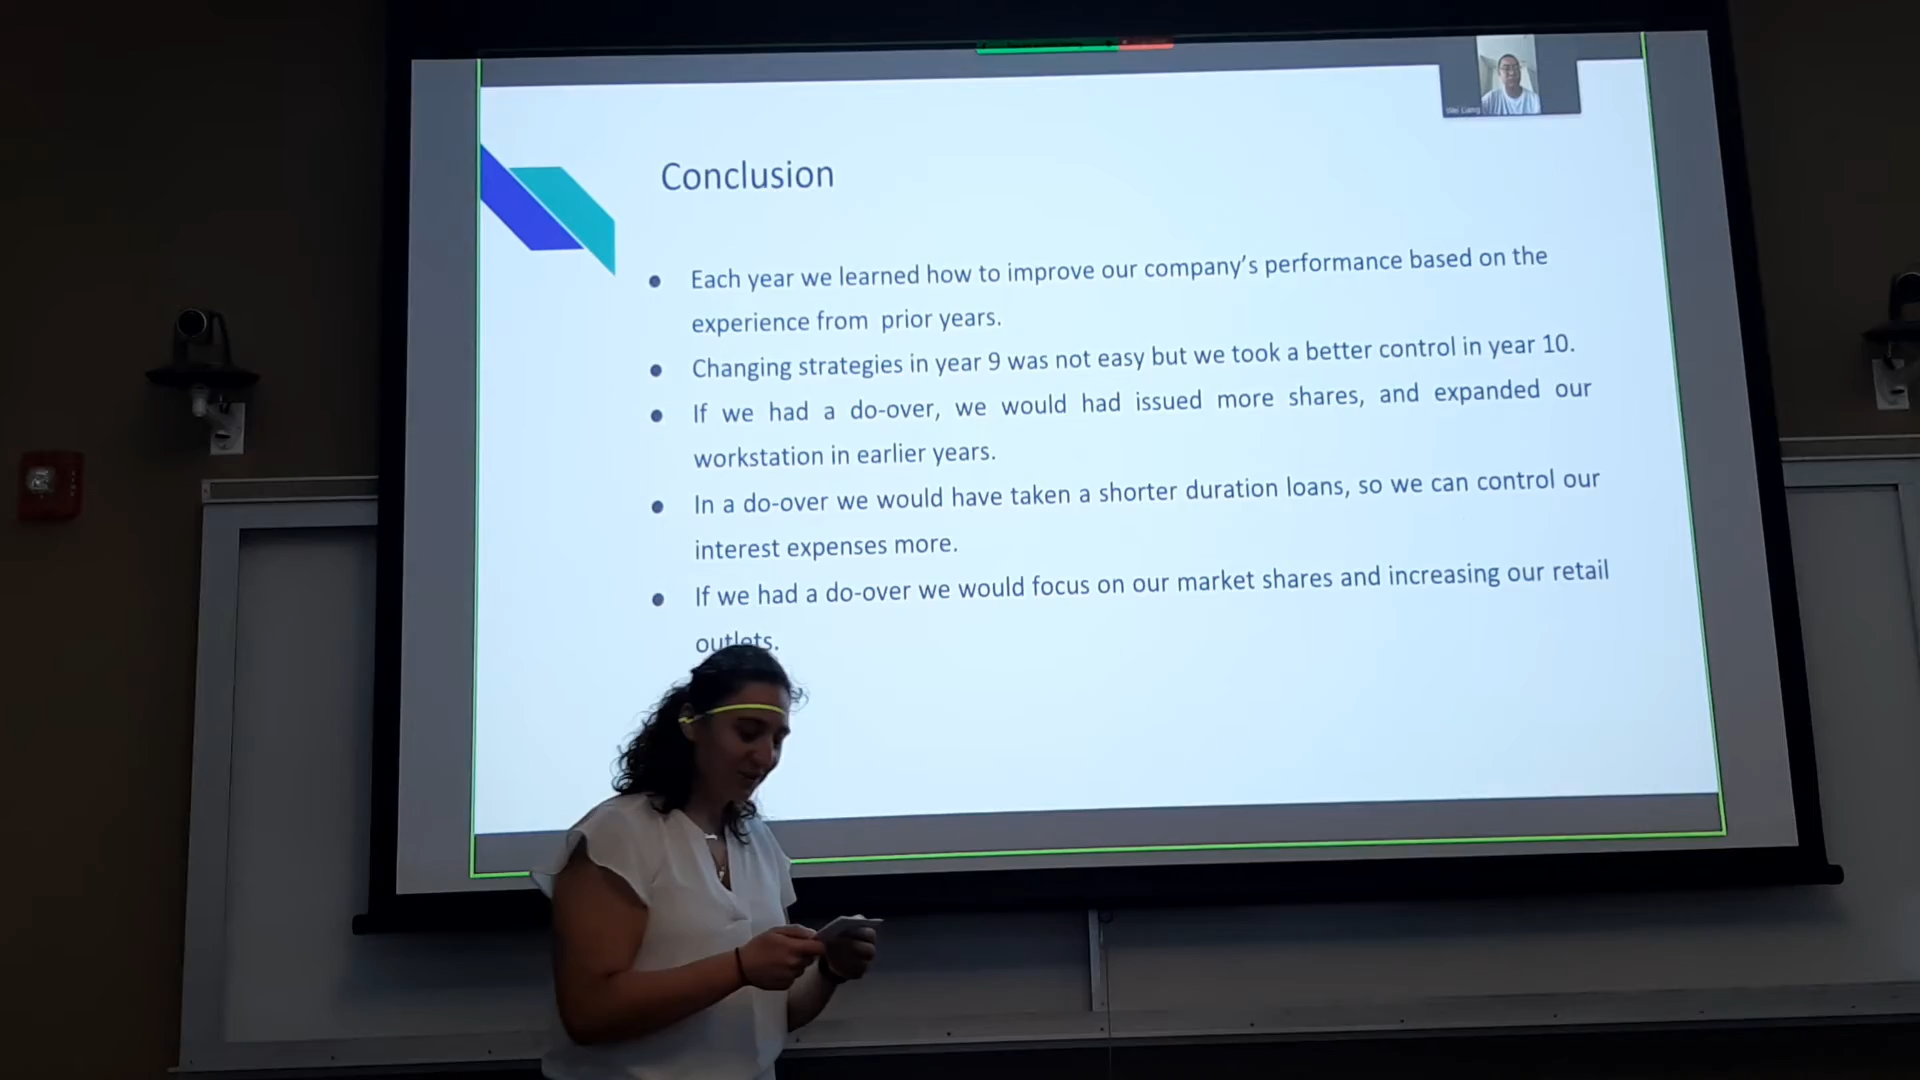 Conclusion
● Each year we learned how to improve our company's performance based on the
experience from prior years.
● Changing strategies in year 9 was not easy but we took a better control in year 10.
● If we had a do-over, we would had issued more shares, and expanded our
workstation in earlier years.
● In a do-over we would have taken a shorter duration loans, so we can control our
interest expenses more.
● If we had a do-over we would focus on our market shares and increasing our retail
outlets.